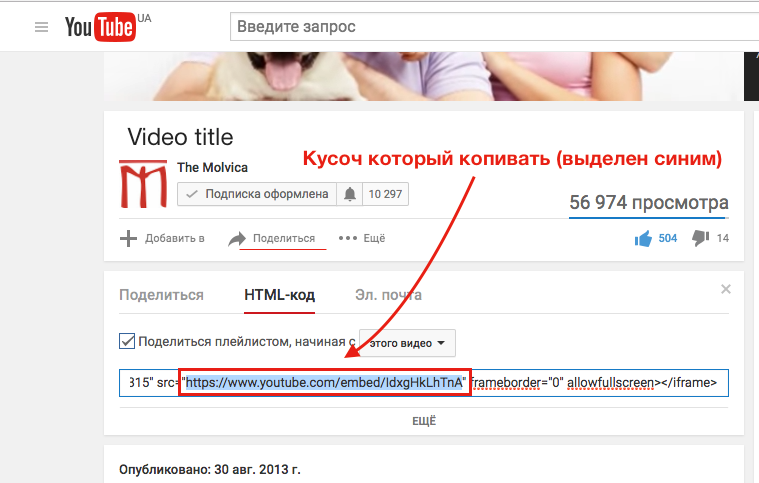 YouTube UA
Введите запрос
Video title
The Molvica
Кусоч который копивать (выделен синим)
Подписка оформлена 10 297
56 974 просмотра
Добавить в Поделиться Ещё 504 14
Поделиться HTML-код Эл. почта
Поделиться плейлистом, начиная с этого видео
315" src="https://www.youtube.com/embed/ldxgHkLhTnA" frameborder="0" allowfullscreen></iframe>
ЕЩЁ
Опубликовано: 30 авг. 2013 г.